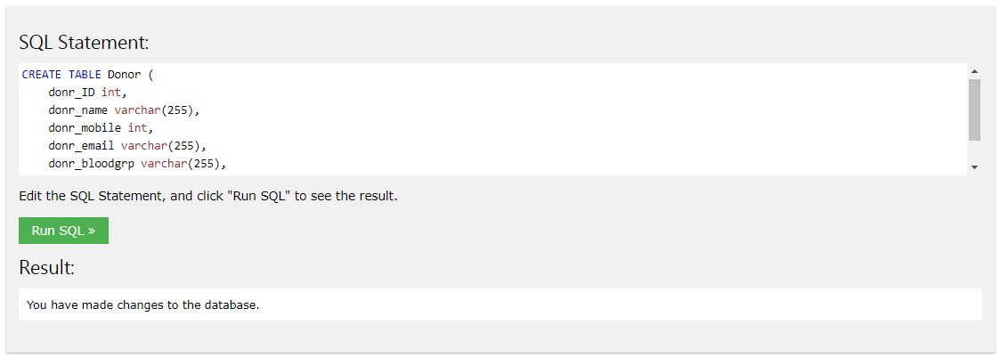 SQL Statement:
CREATE TABLE Donor (
    donr_ID int,
    donr_name varchar(255),
    donr_mobile int,
    donr_email varchar(255),
    donr_bloodgrp varchar(255),
Edit the SQL Statement, and click "Run SQL" to see the result.
Run SQL »
Result:
You have made changes to the database.